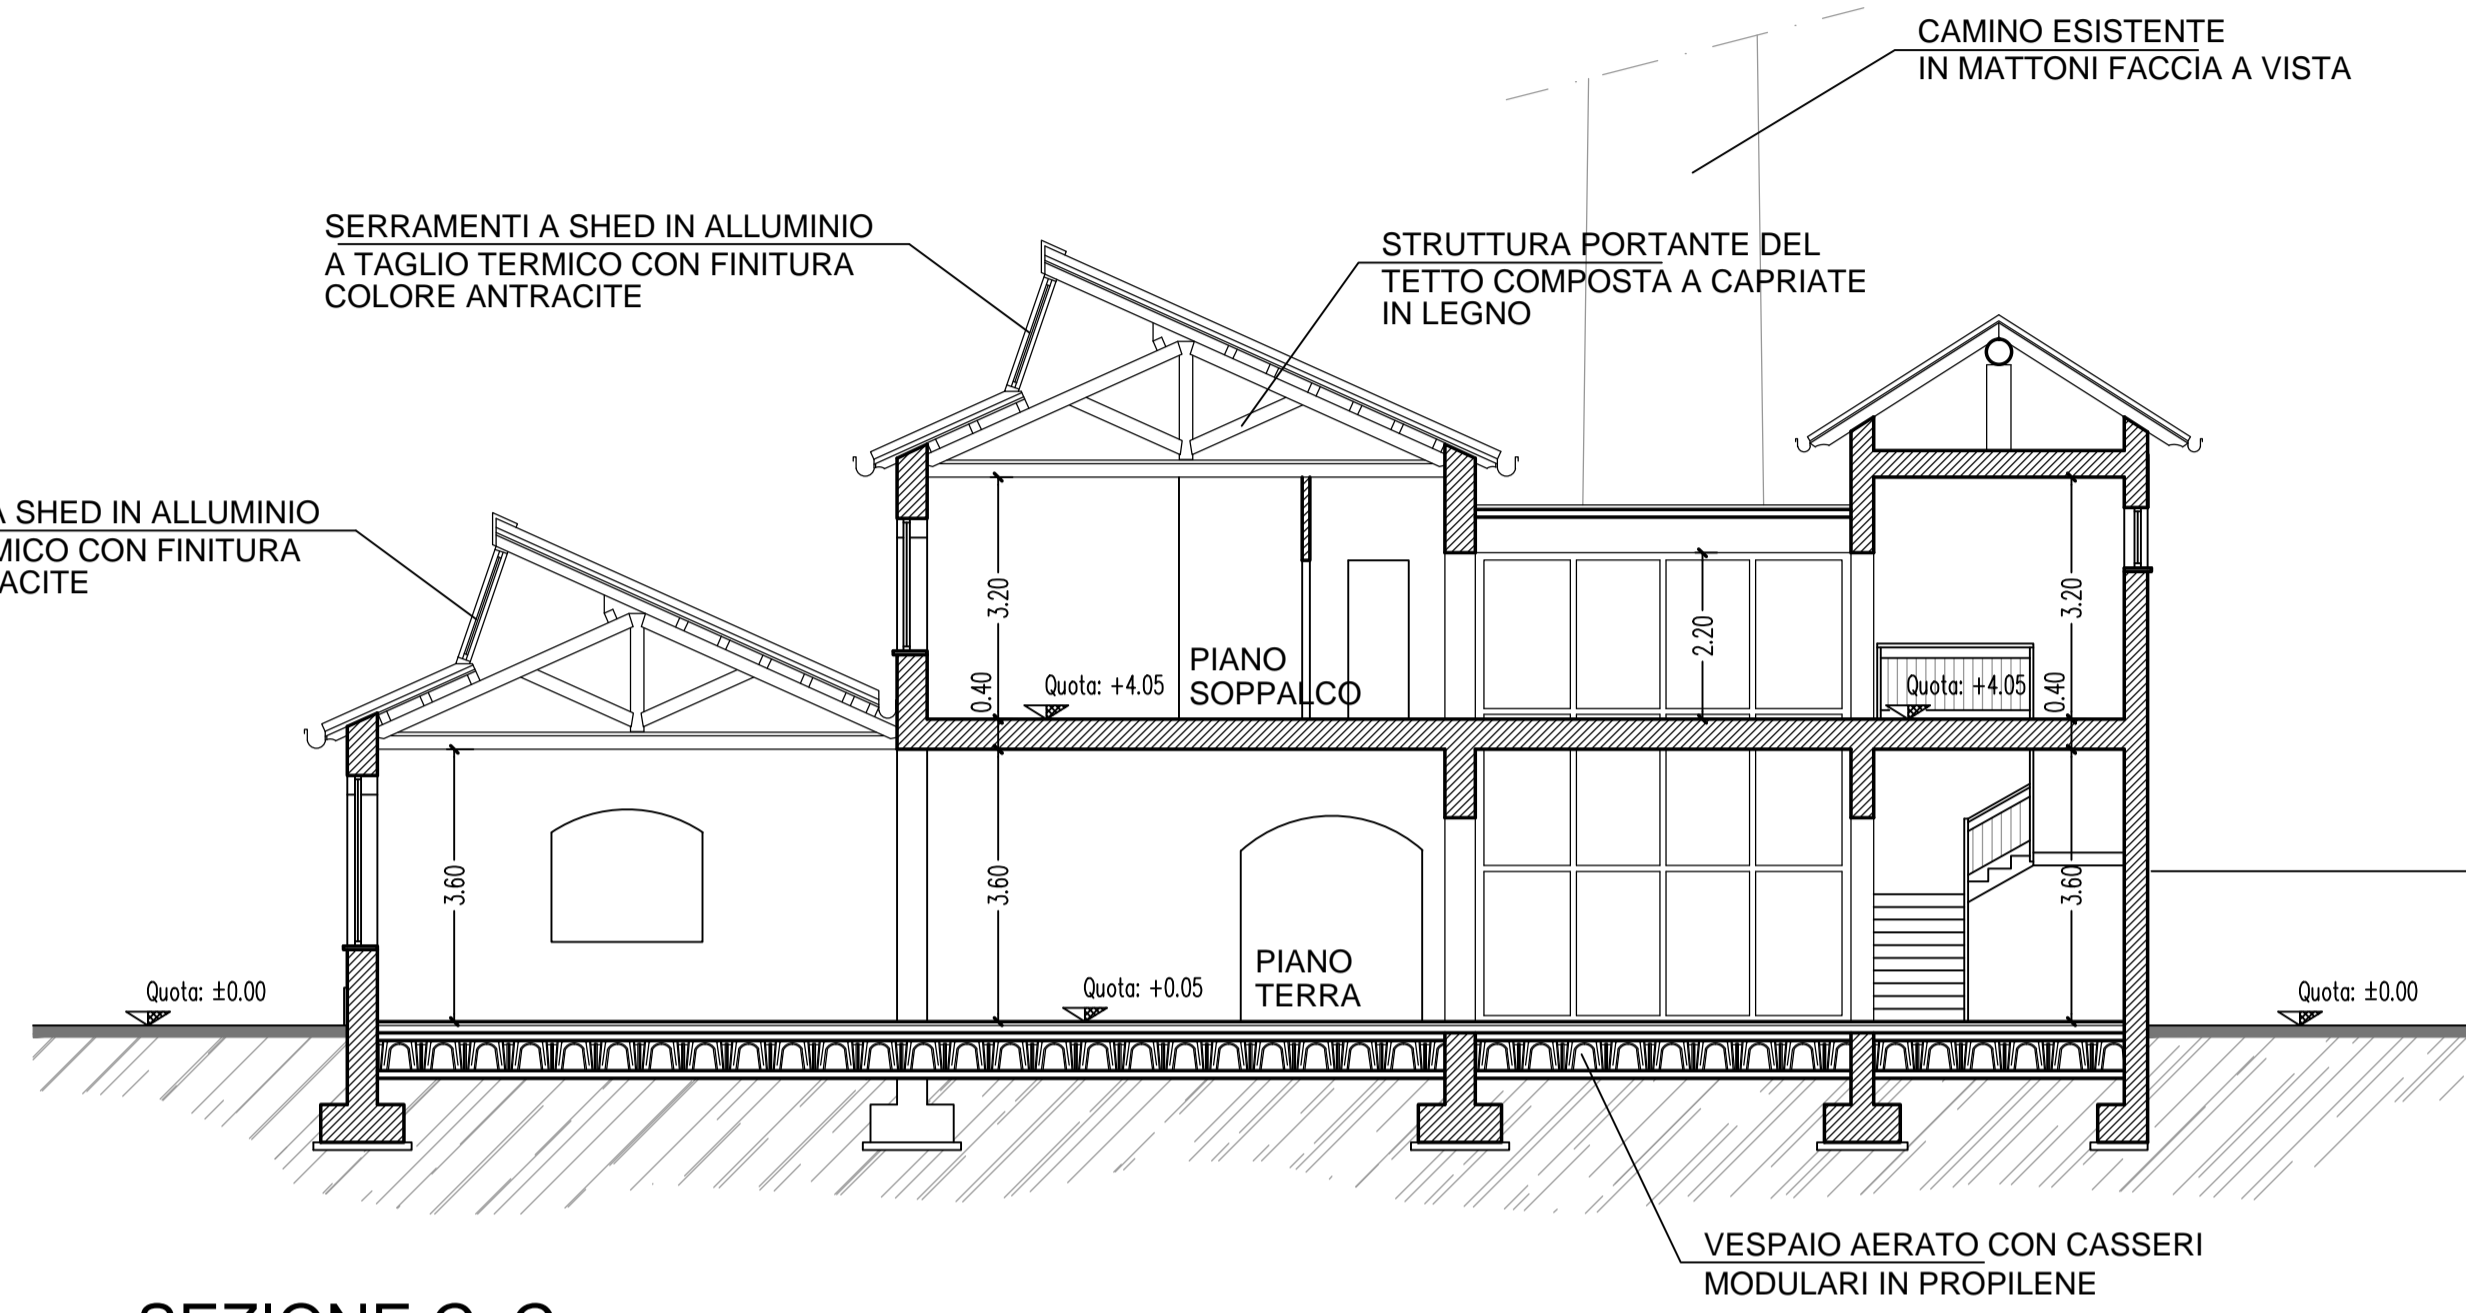 CAMINO ESISTENTE
IN MATTONI FACCIA A VISTA
SERRAMENTI A SHED IN ALLUMINIO
A TAGLIO TERMICO CON FINITURA
COLORE ANTRACITE
STRUTTURA PORTANTE DEL
TETTO COMPOSTA A CAPRIATE
IN LEGNO
A SHED IN ALLUMINIO
MICO CON FINITURA
ACITE
3.20
2.20
3.20
PIANO
SOPPALCO
0.40
Quota: +4.05
Quota: +4.05
0.40
3.60
3.60
3.60
PIANO
TERRA
Quota: ±0.00
Quota: +0.05
Quota: ±0.00
VESPAIO AERATO CON CASSERI
MODULARI IN PROPILENE
SEZIONE